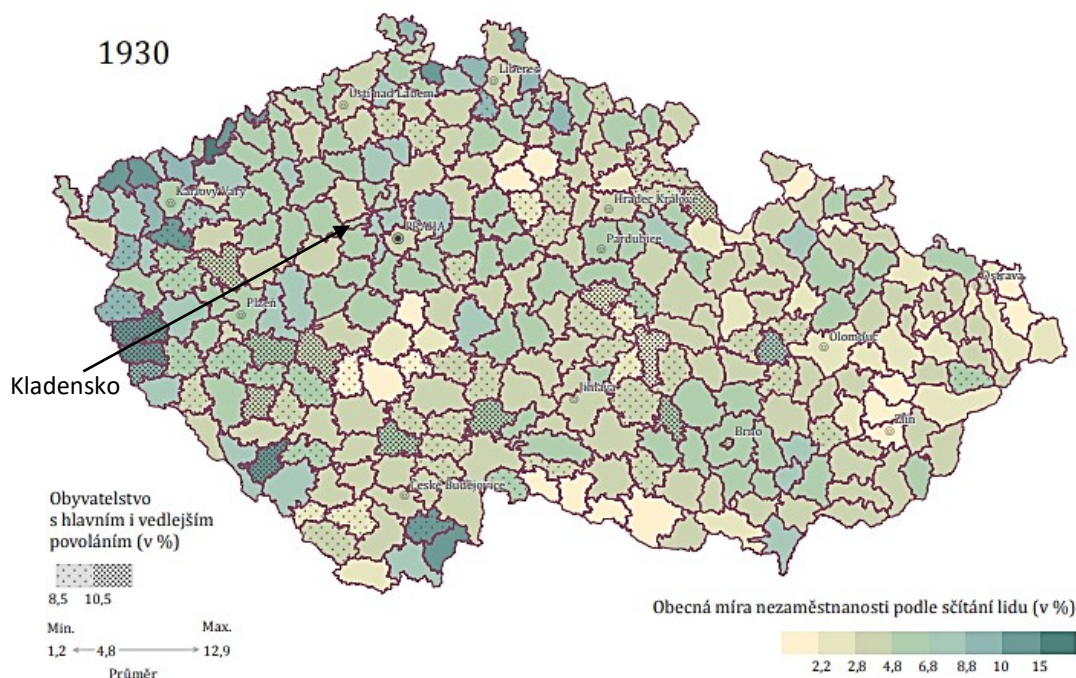 1930
Liberec
Ústí nad Labem
Karlovy Vary
Hradec Králové
PRAHA
Pardubice
Ostrava
Plzeň
Olomouc
Kladensko
Jihlava
Zlín
Brno
České Budějovice
Obyvatelstvo
s hlavním i vedlejším
povoláním (v %)
8,5 10,5
Min. Max.
1,2 4,8 12,9
Průměr
Obecná míra nezaměstnanosti podle sčítání lidu (v %)
2,2 2,8 4,8 6,8 8,8 10 15